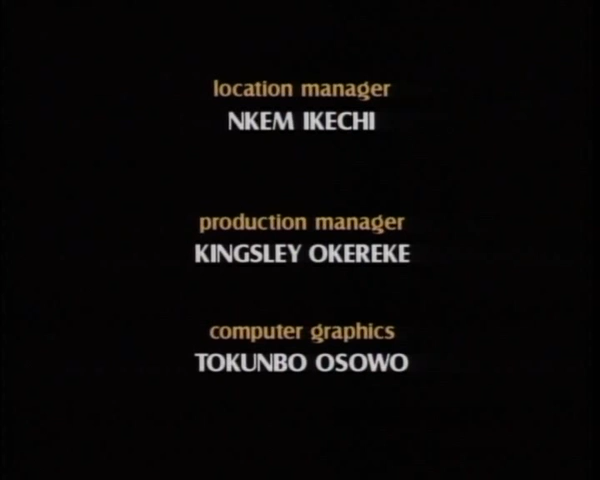 location manager
NKEM IKECHI
production manager
KINGSLEY OKEREKE
computer graphics
TOKUNBO OSOWO